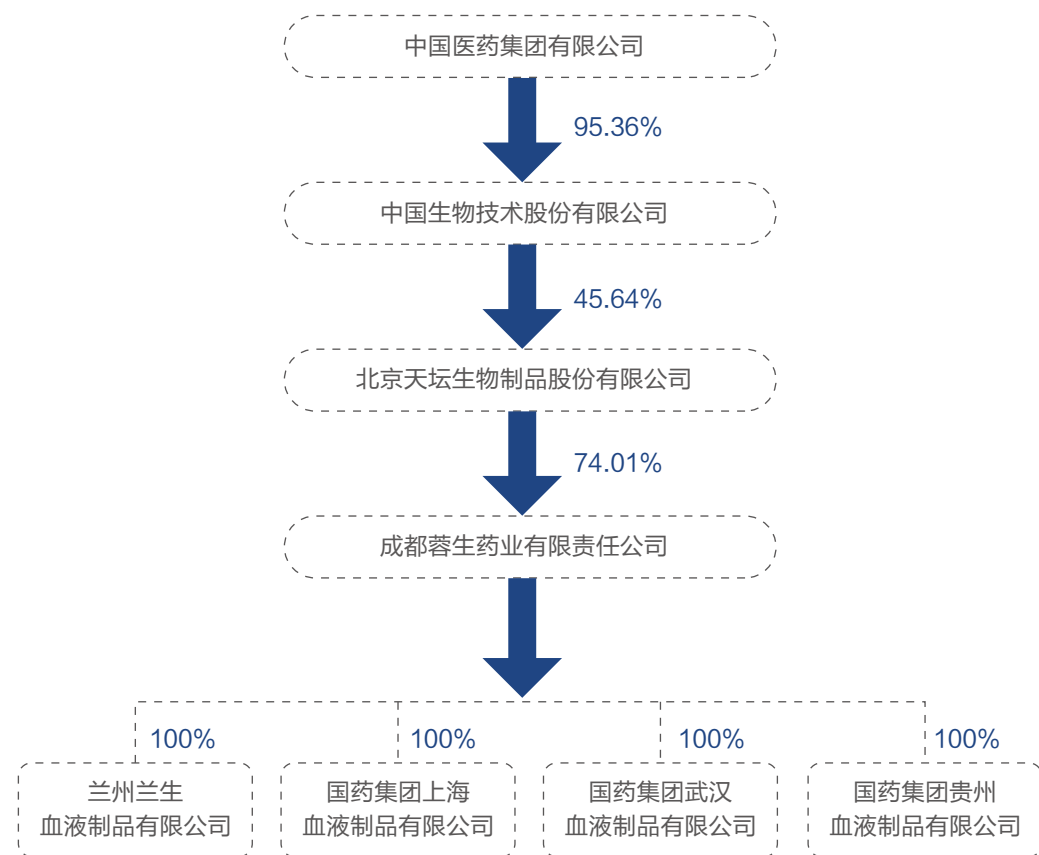 中国医药集团有限公司
95.36%
中国生物技术股份有限公司
45.64%
北京天坛生物制品股份有限公司
74.01%
成都蓉生药业有限责任公司
100%
100%
100%
100%
兰州兰生
血液制品有限公司
国药集团上海
血液制品有限公司
国药集团武汉
血液制品有限公司
国药集团贵州
血液制品有限公司